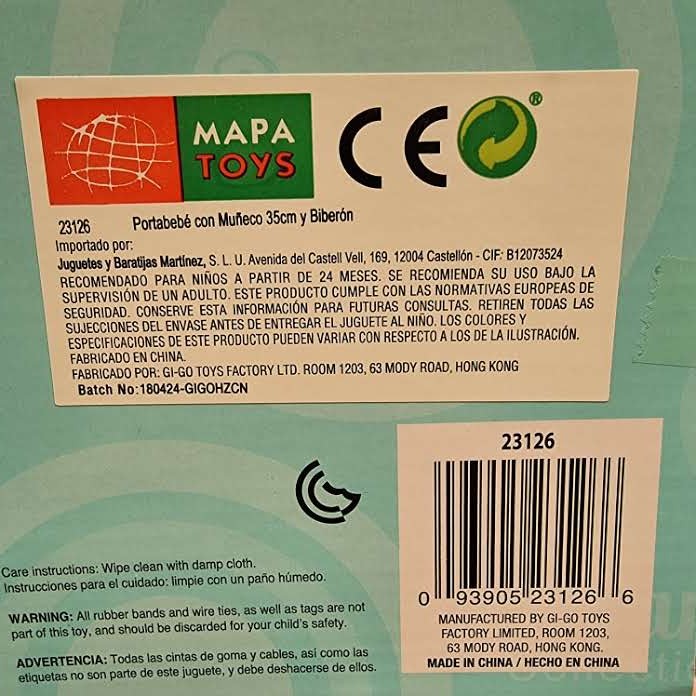 MAPA
TOYS
CE
®
23126 Portabebé con Muñeco 35cm y Biberón
Importado por:
Juguetes y Baratijas Martínez, S. L. U. Avenida del Castell Vell, 169, 12004 Castellón - CIF: B12073524
RECOMENDADO PARA NIÑOS A PARTIR DE 24 MESES. SE RECOMIENDA SU USO BAJO LA
SUPERVISIÓN DE UN ADULTO. ESTE PRODUCTO CUMPLE CON LAS NORMATIVAS EUROPEAS DE
SEGURIDAD. CONSERVE ESTA INFORMACIÓN PARA FUTURAS CONSULTAS. RETIREN TODAS LAS
SUJECCIONES DEL ENVASE ANTES DE ENTREGAR EL JUGUETE AL NIÑO. LOS COLORES Y
ESPECIFICACIONES DE ESTE PRODUCTO PUEDEN VARIAR CON RESPECTO A LOS DE LA ILUSTRACIÓN.
FABRICADO EN CHINA.
FABRICADO POR: GI-GO TOYS FACTORY LTD. ROOM 1203, 63 MODY ROAD, HONG KONG
Batch No:180424-GIGOHZCN
23126
0 93905 23126 6
MANUFACTURED BY GI-GO TOYS
FACTORY LIMITED, ROOM 1203,
63 MODY ROAD, HONG KONG.
MADE IN CHINA / HECHO EN CHINA
Care instructions: Wipe clean with damp cloth.
Instrucciones para el cuidado: limpie con un paño húmedo.
WARNING: All rubber bands and wire ties, as well as tags are not
part of this toy, and should be discarded for your child's safety.
ADVERTENCIA: Todas las cintas de goma y cables, así como las
etiquetas no son parte de este juguete, y debe deshacerse de ellos.